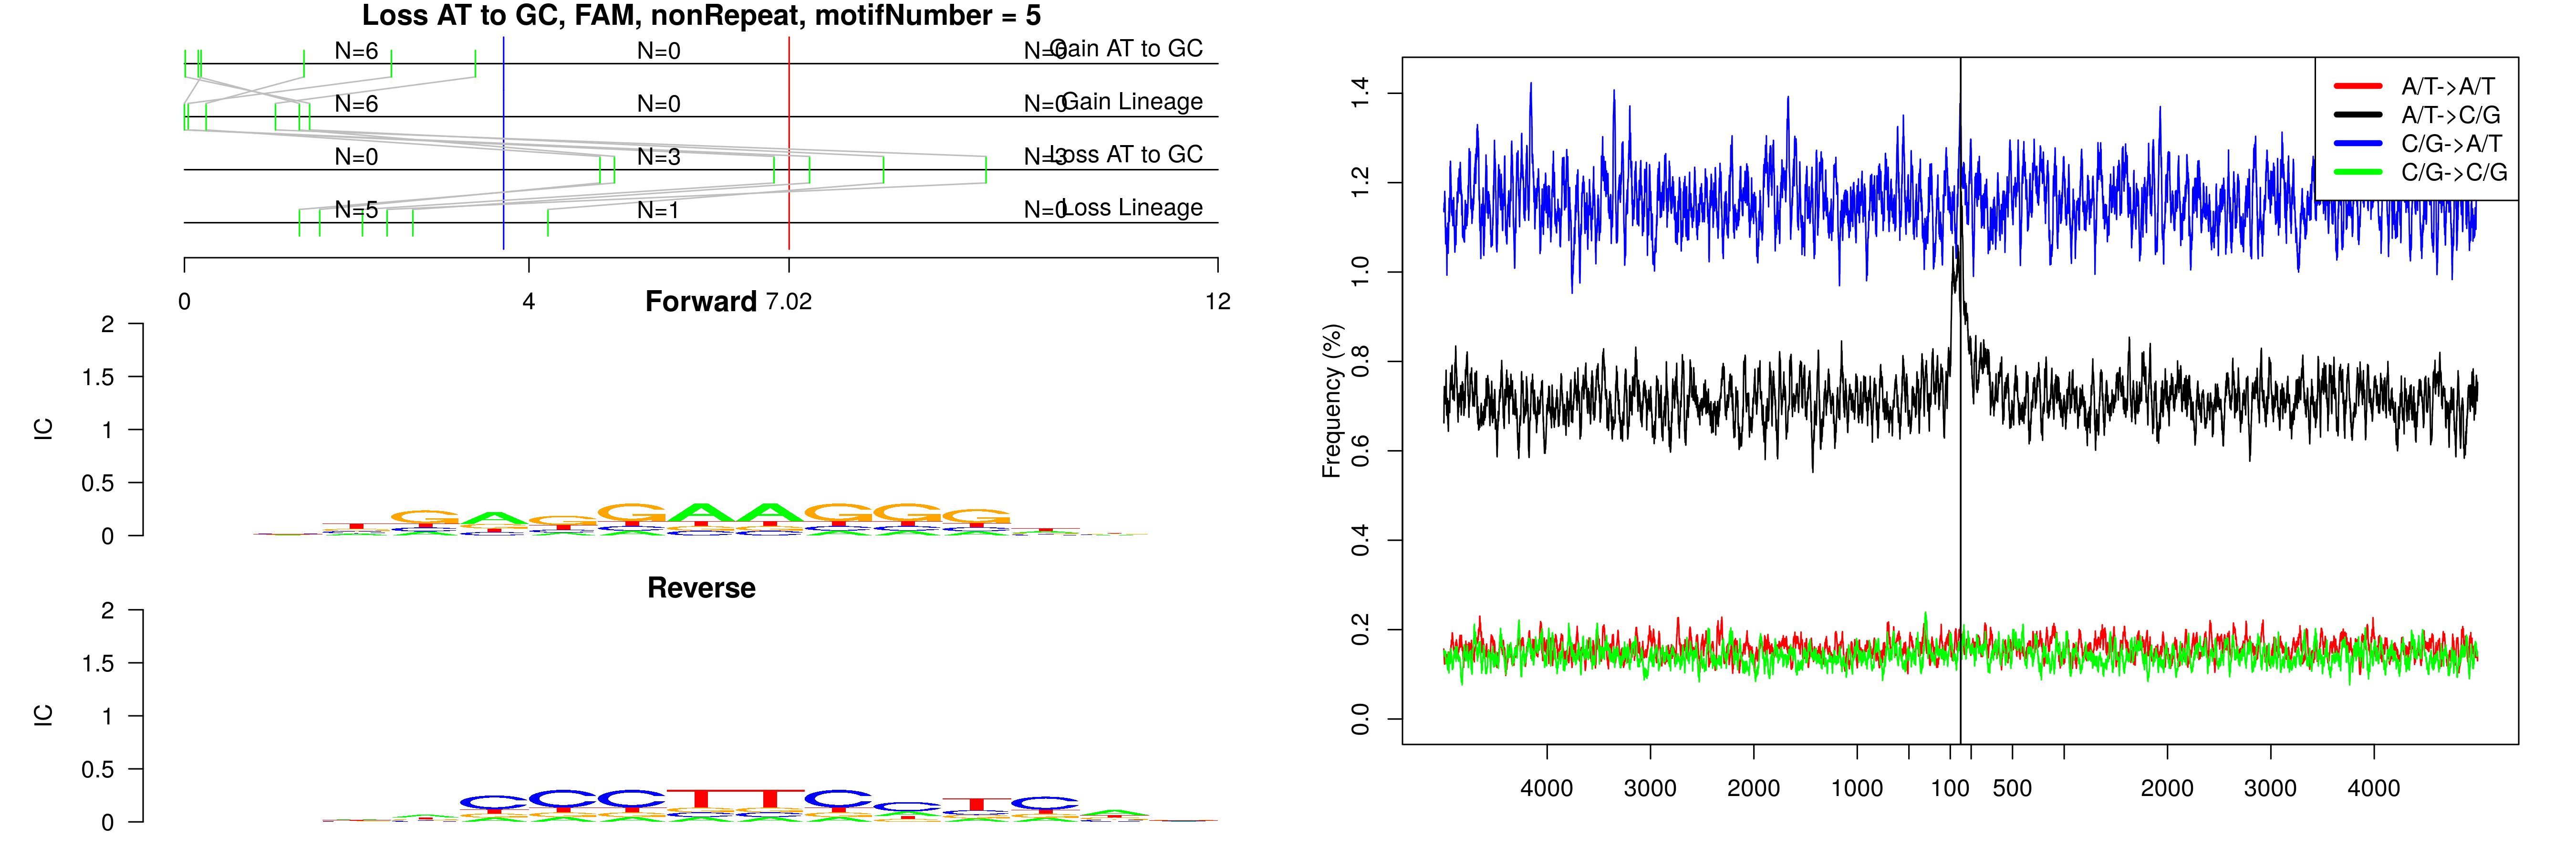 Loss AT to GC, FAM, nonRepeat, motifNumber = 5
N=6 N=0 N=0 Gain AT to GC
N=6 N=0 N=0 Gain Lineage
N=0 N=3 N=3 Loss AT to GC
N=5 N=1 N=0 Loss Lineage
0 4 7.02 12
Forward
2
1.5
1
0.5
0
IC
T G A G G A A G G G T
Reverse
2
1.5
1
0.5
0
IC
C C C T T C C T C A
1.4
1.2
1.0
0.8
0.6
0.4
0.2
0.0
Frequency (%)
A/T->A/T
A/T->C/G
C/G->A/T
C/G->C/G
4000 3000 2000 1000 100 500 2000 3000 4000